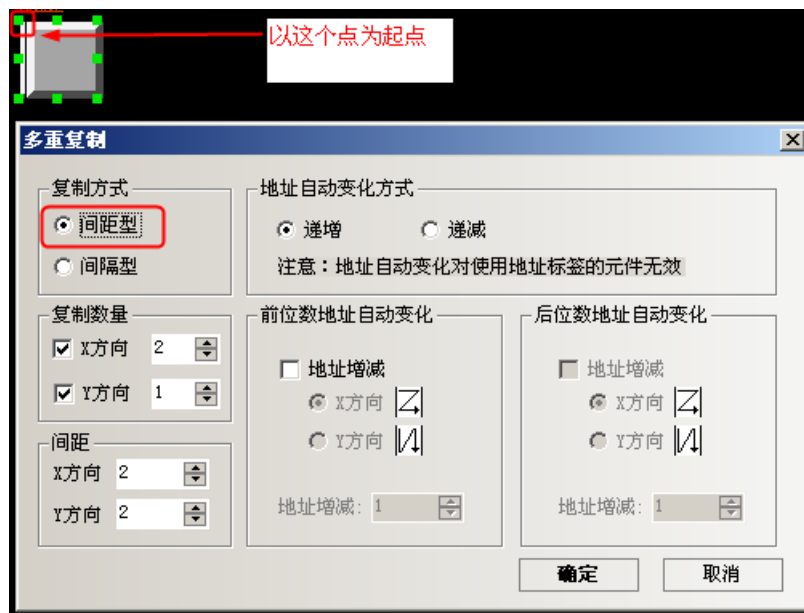 以这个点为起点
多重复制
复制方式
间距型
间隔型
地址自动变化方式
递增
递减
注意：地址自动变化对使用地址标签的元件无效
复制数量
X方向 2
Y方向 1
间距
X方向 2
Y方向 2
前位数地址自动变化
地址增减
X方向
Y方向
地址增减: 1
后位数地址自动变化
地址增减
X方向
Y方向
地址增减: 1
确定
取消